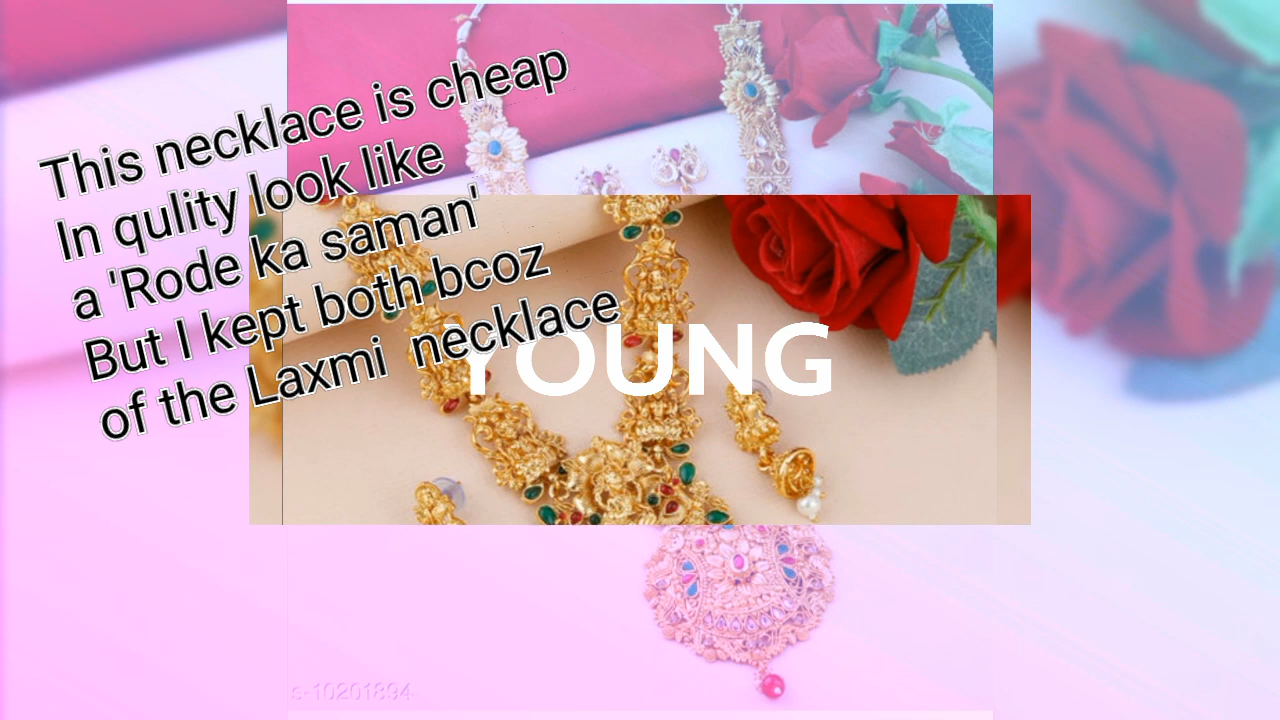 This necklace is cheap
In qulity look like
a 'Rode ka saman'
But I kept both bcoz
of the Laxmi  necklace
YOUNG
s-10201894